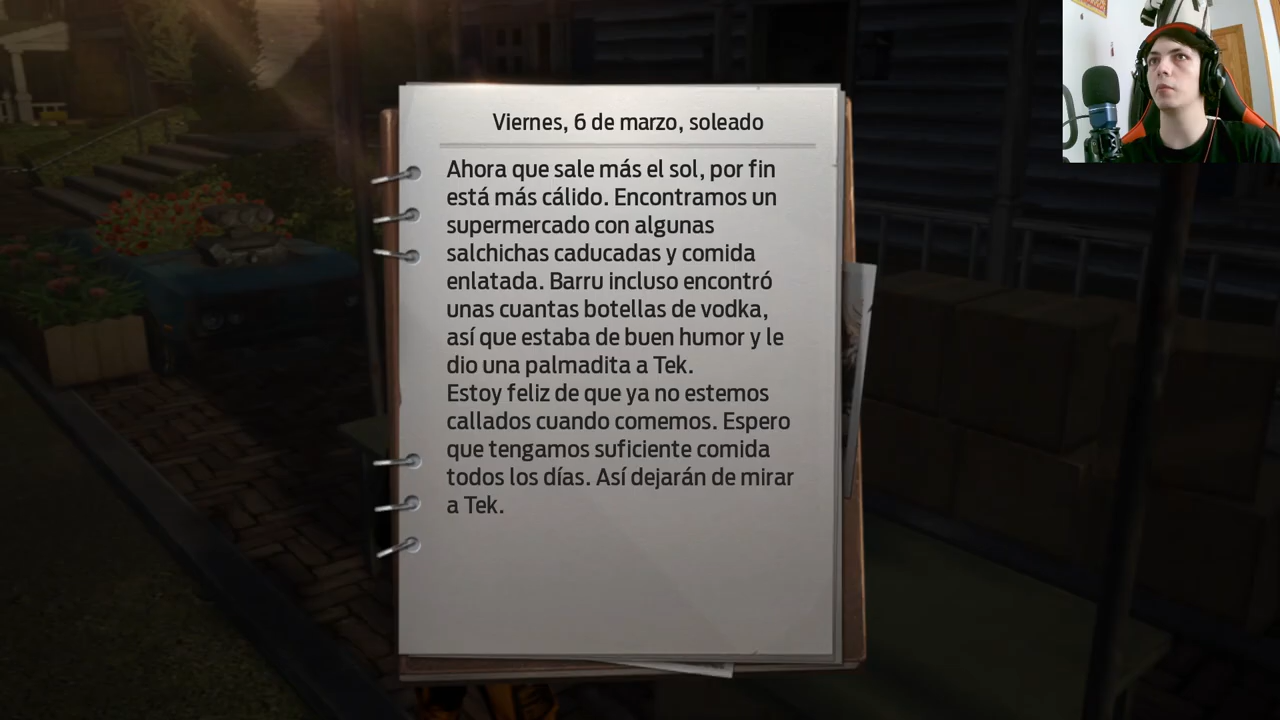 Viernes, 6 de marzo, soleado
Ahora que sale más el sol, por fin
está más cálido. Encontramos un
supermercado con algunas
salchichas caducadas y comida
enlatada. Barru incluso encontró
unas cuantas botellas de vodka,
así que estaba de buen humor y le
dio una palmadita a Tek.
Estoy feliz de que ya no estemos
callados cuando comemos. Espero
que tengamos suficiente comida
todos los días. Así dejarán de mirar
a Tek.